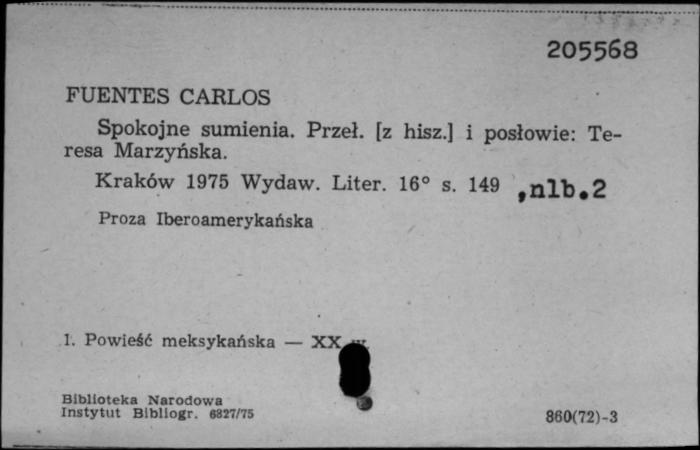 205568
FUENTES CARLOS
Spokojne sumienia. Przeł. [z hisz.] i posłowie: Te-
resa Marzyńska.
Kraków 1975 Wydaw. Liter. 16° s. 149 ,nlb.2
Proza Iberoamerykańska
1. Powieść meksykańska — XX w.
Biblioteka Narodowa
Instytut Bibliogr. 6827/75
860(72)-3